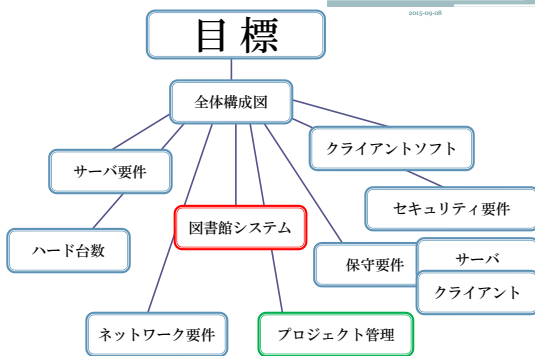 2015-09-08
目標
全体構成図
クライアントソフト
サーバ要件
セキュリティ要件
図書館システム
ハード台数
保守要件
サーバ
クライアント
ネットワーク要件
プロジェクト管理